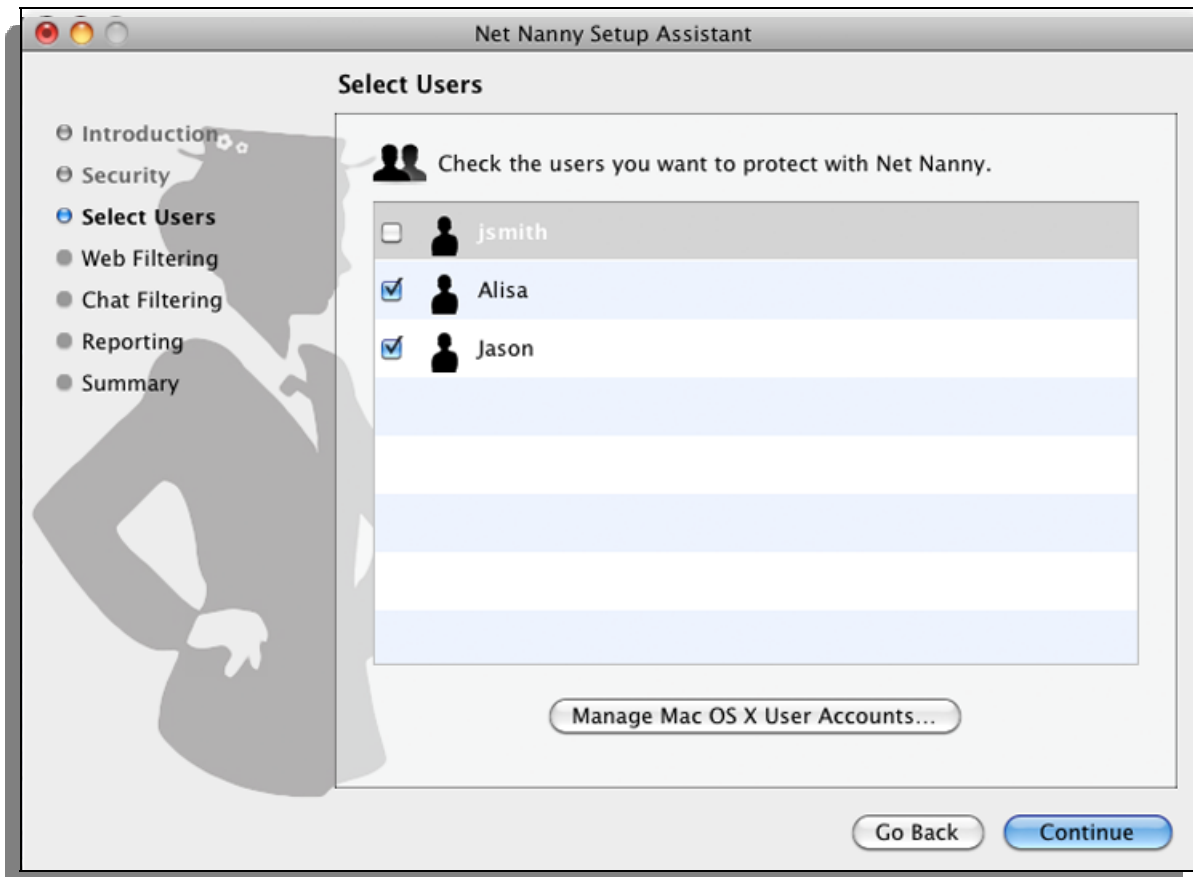 Net Nanny Setup Assistant
Select Users
Introduction
Security
Select Users
Web Filtering
Chat Filtering
Reporting
Summary
Check the users you want to protect with Net Nanny.
jsmith
Alisa
Jason
Manage Mac OS X User Accounts...
Go Back
Continue